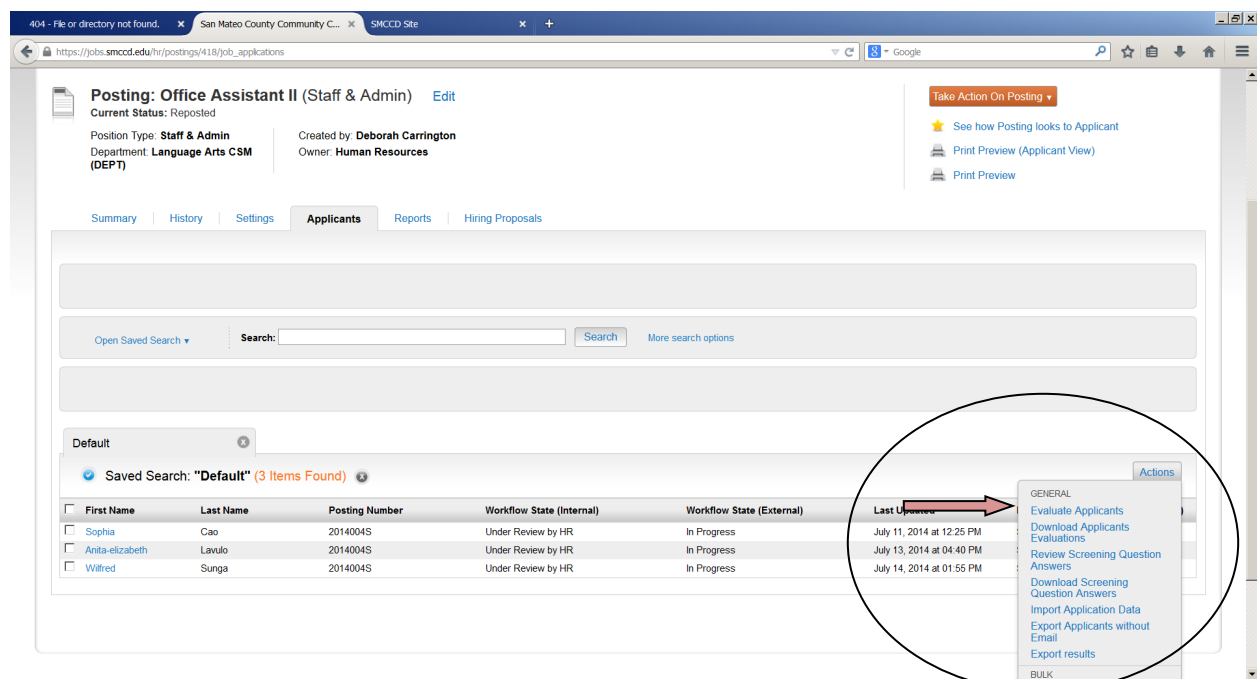 404 - File or directory not found.
San Mateo County Community C...
SMCCD Site
https://jobs.smccd.edu/hr/postings/418/job_applications
Google
Posting: Office Assistant II (Staff & Admin) Edit
Current Status: Reposted
Position Type: Staff & Admin
Created by: Deborah Carrington
Department: Language Arts CSM
(DEPT)
Owner: Human Resources
Take Action On Posting
See how Posting looks to Applicant
Print Preview (Applicant View)
Print Preview
Summary History Settings Applicants Reports Hiring Proposals
Open Saved Search Search: Search More search options
Default
Saved Search: "Default" (3 Items Found)
Actions
First Name Last Name Posting Number Workflow State (Internal) Workflow State (External) Last
Sophia Cao 2014004S Under Review by HR In Progress July 11, 2014 at 12:25 PM
Anita-elizabeth Lavulo 2014004S Under Review by HR In Progress July 13, 2014 at 04:40 PM
Wilfred Sunga 2014004S Under Review by HR In Progress July 14, 2014 at 01:55 PM
GENERAL
Evaluate Applicants
Download Applicants
Evaluations
Review Screening Question
Answers
Download Screening
Question Answers
Import Application Data
Export Applicants without
Email
Export results
BULK